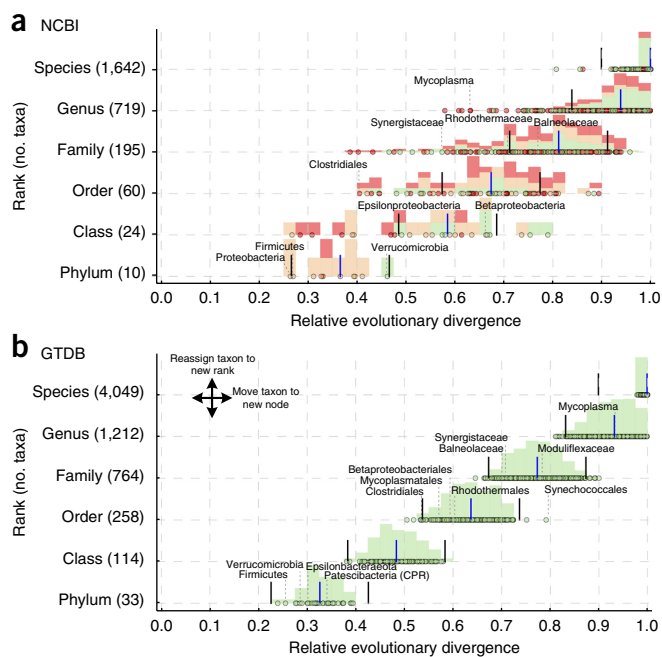 a NCBI
Species (1,642)
Mycoplasma
Genus (719)
Rhodothermaceae
Synergistaceae Balneolaceae
Family (195)
Clostridiales
Order (60)
Epsilonproteobacteria Betaproteobacteria
Class (24)
Firmicutes Verrucomicrobia
Proteobacteria
Phylum (10)
Rank (no. taxa)
0.0 0.1 0.2 0.3 0.4 0.5 0.6 0.7 0.8 0.9 1.0
Relative evolutionary divergence
b GTDB
Reassign taxon to
new rank
Move taxon to
new node
Species (4,049)
Mycoplasma
Genus (1,212)
Synergistaceae
Balneolaceae Moduliflexaceae
Family (764)
Betaproteobacteriales
Mycoplasmatales
Clostridiales Rhodothermales Synechococcales
Order (258)
Class (114)
Verrucomicrobia Epsilonbacteraeota
Firmicutes Patescibacteria (CPR)
Phylum (33)
Rank (no. taxa)
0.0 0.1 0.2 0.3 0.4 0.5 0.6 0.7 0.8 0.9 1.0
Relative evolutionary divergence